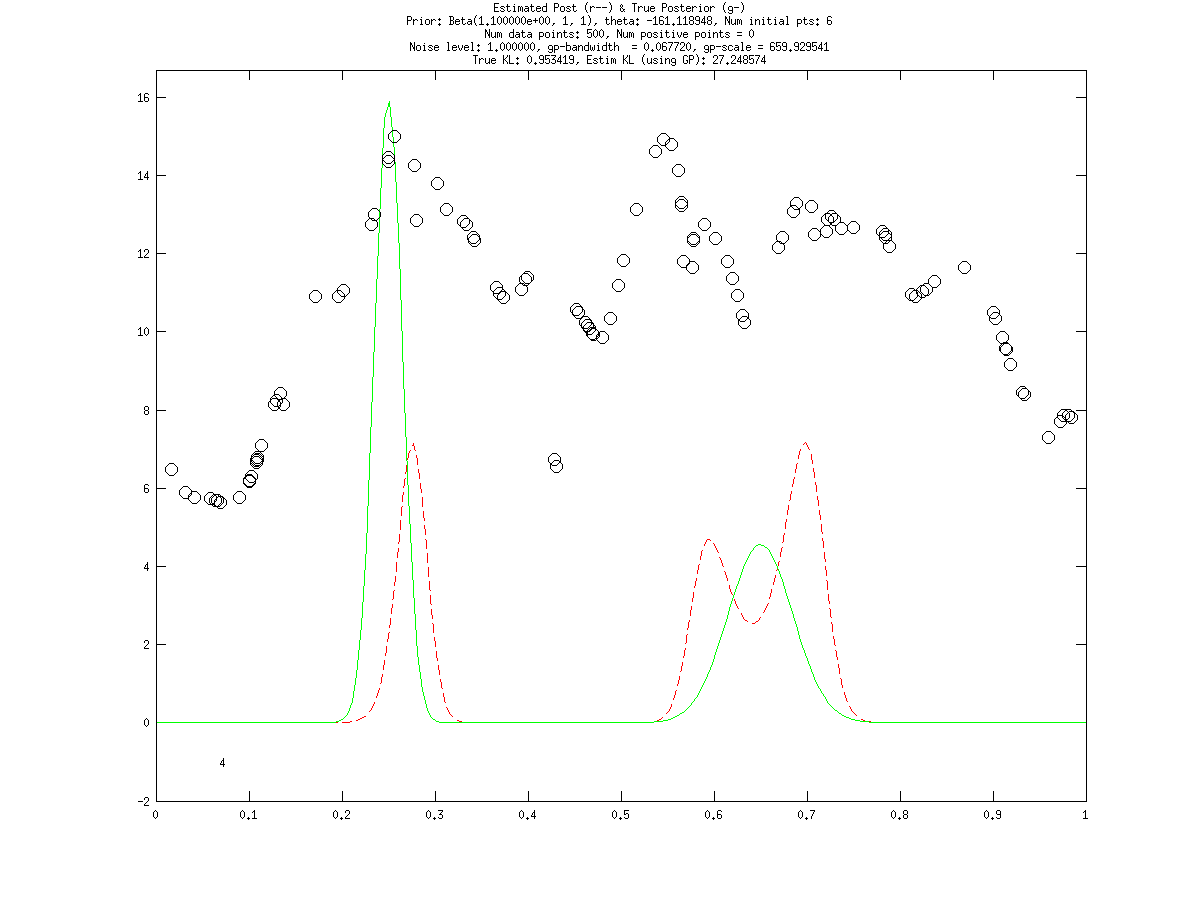 Estimated Post (r--) & True Posterior (g-)
Prior: Beta(1.100000e+00, 1, 1), theta: -161.118948, Num initial pts: 6
Num data points: 500, Num positive points = 0
Noise level: 1.000000, gp-bandwidth  = 0.067720, gp-scale = 659.929541
True KL: 0.953419, Estim KL (using GP): 27.248574
16
14
12
10
8
6
4
2
0
4
-2
0 0.1 0.2 0.3 0.4 0.5 0.6 0.7 0.8 0.9 1